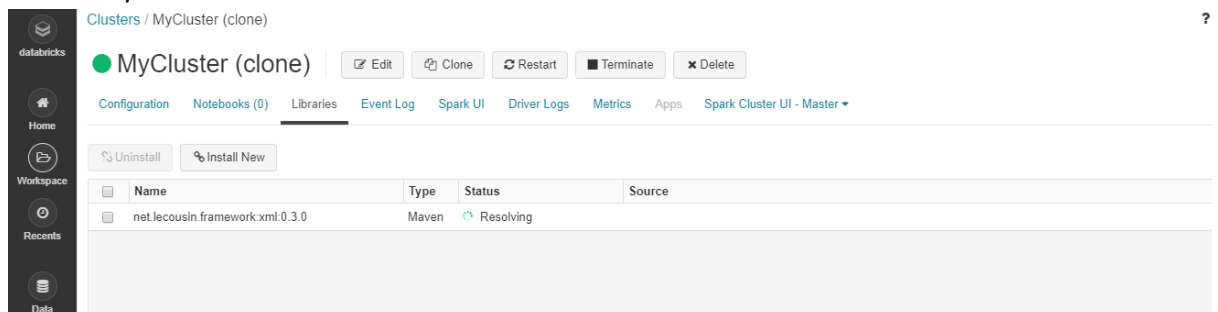 Clusters / MyCluster (clone) ?
databricks
MyCluster (clone) Edit Clone Restart Terminate Delete
Configuration Notebooks (0) Libraries Event Log Spark UI Driver Logs Metrics Apps Spark Cluster UI - Master
Home
Uninstall Install New
Workspace
Name Type Status Source
net.lecousin.framework:xml:0.3.0 Maven Resolving
Recents
Data